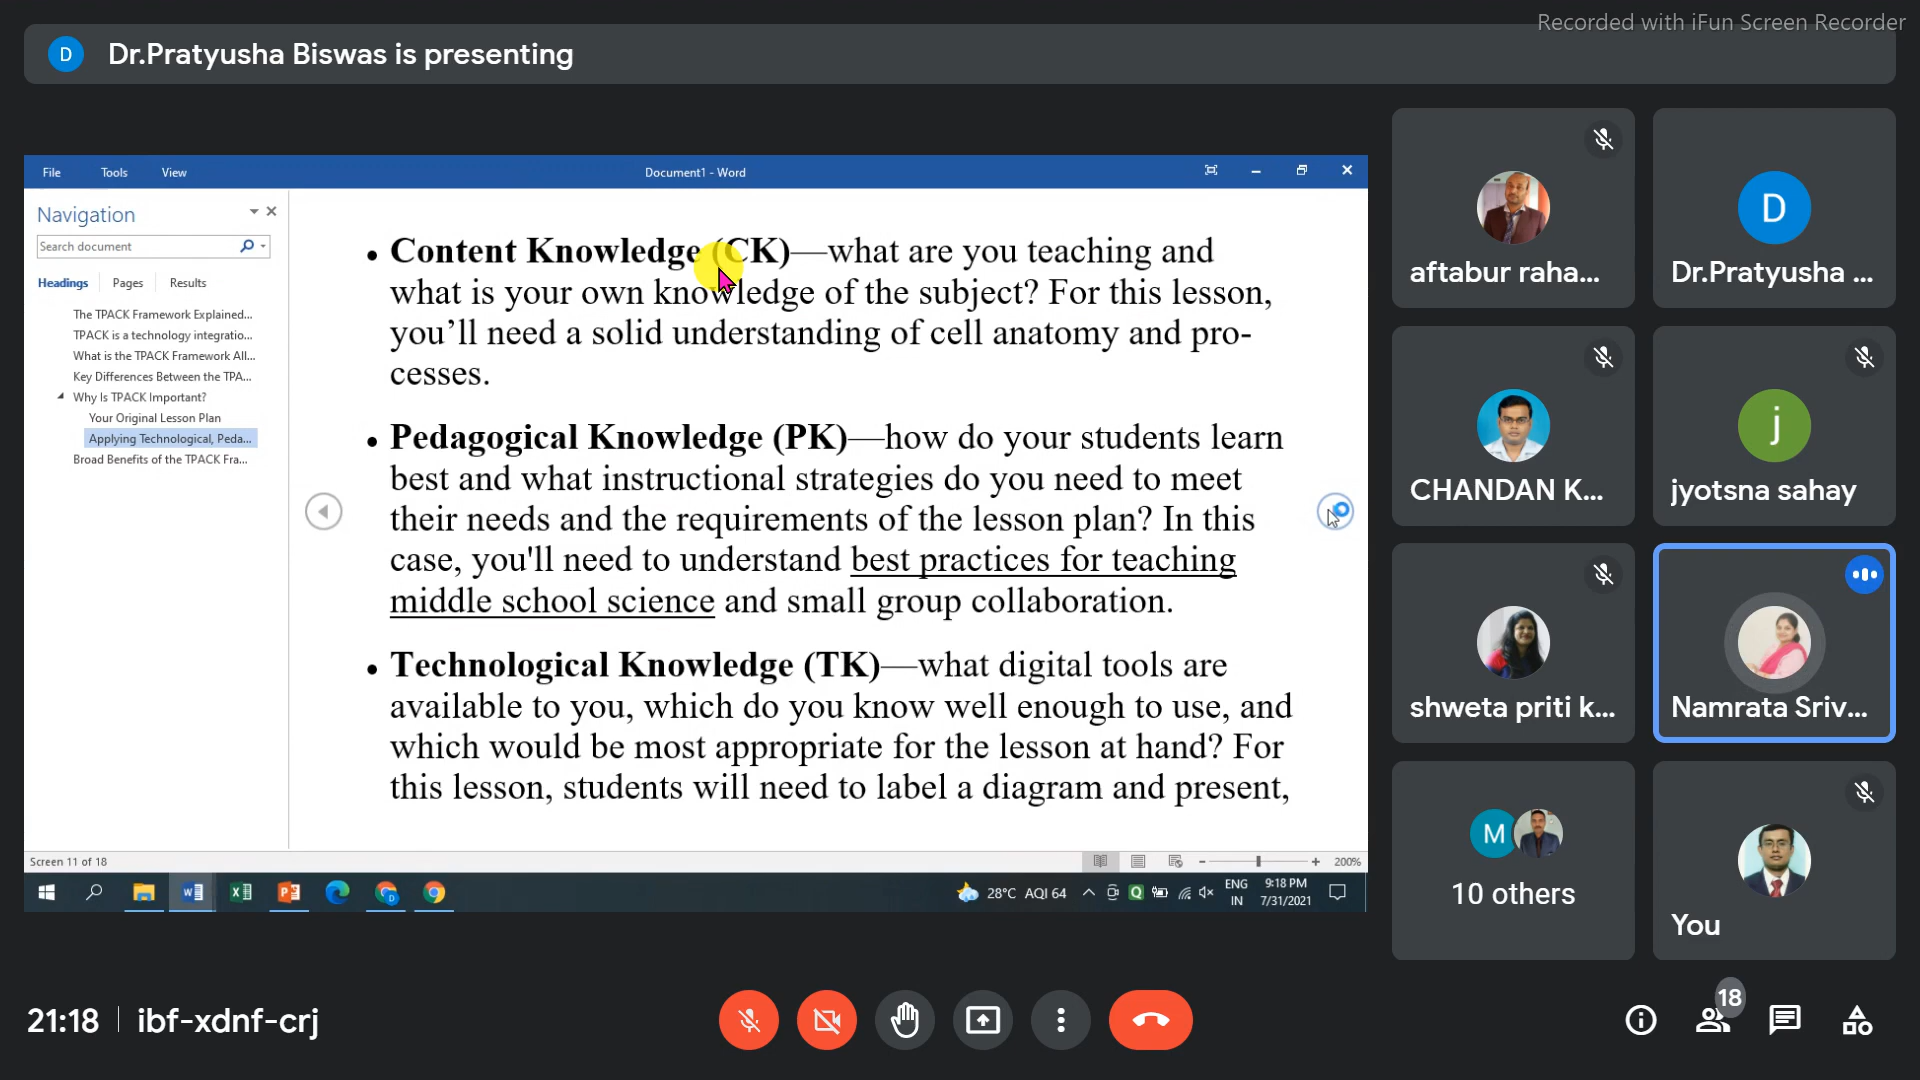 Recorded with iFun Screen Recorder
D
Dr.Pratyusha Biswas is presenting
File Tools View
Document1 - Word
Navigation
Search document
Headings Pages Results
The TPACK Framework Explained...
TPACK is a technology integratio...
What is the TPACK Framework All...
Key Differences Between the TPA...
Why Is TPACK Important?
Your Original Lesson Plan
Applying Technological, Peda...
Broad Benefits of the TPACK Fra...
• Content Knowledge (CK)—what are you teaching and
what is your own knowledge of the subject? For this lesson,
you’ll need a solid understanding of cell anatomy and pro-
cesses.
• Pedagogical Knowledge (PK)—how do your students learn
best and what instructional strategies do you need to meet
their needs and the requirements of the lesson plan? In this
case, you'll need to understand best practices for teaching
middle school science and small group collaboration.
• Technological Knowledge (TK)—what digital tools are
available to you, which do you know well enough to use, and
which would be most appropriate for the lesson at hand? For
this lesson, students will need to label a diagram and present,
Screen 11 of 18
200%
28°C AQI 64
ENG
IN
9:18 PM
7/31/2021
aftabur raha...
D
Dr.Pratyusha ...
CHANDAN K...
j
jyotsna sahay
shweta priti k...
Namrata Sriv...
M
10 others
You
21:18
ibf-xdnf-crj
18